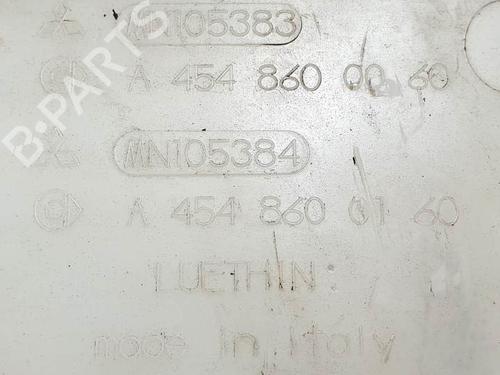 MN105383
A 454 860 00 60
MN105384
A 454 860 01 60
LUETHIN
made in Italy
B-PARTS